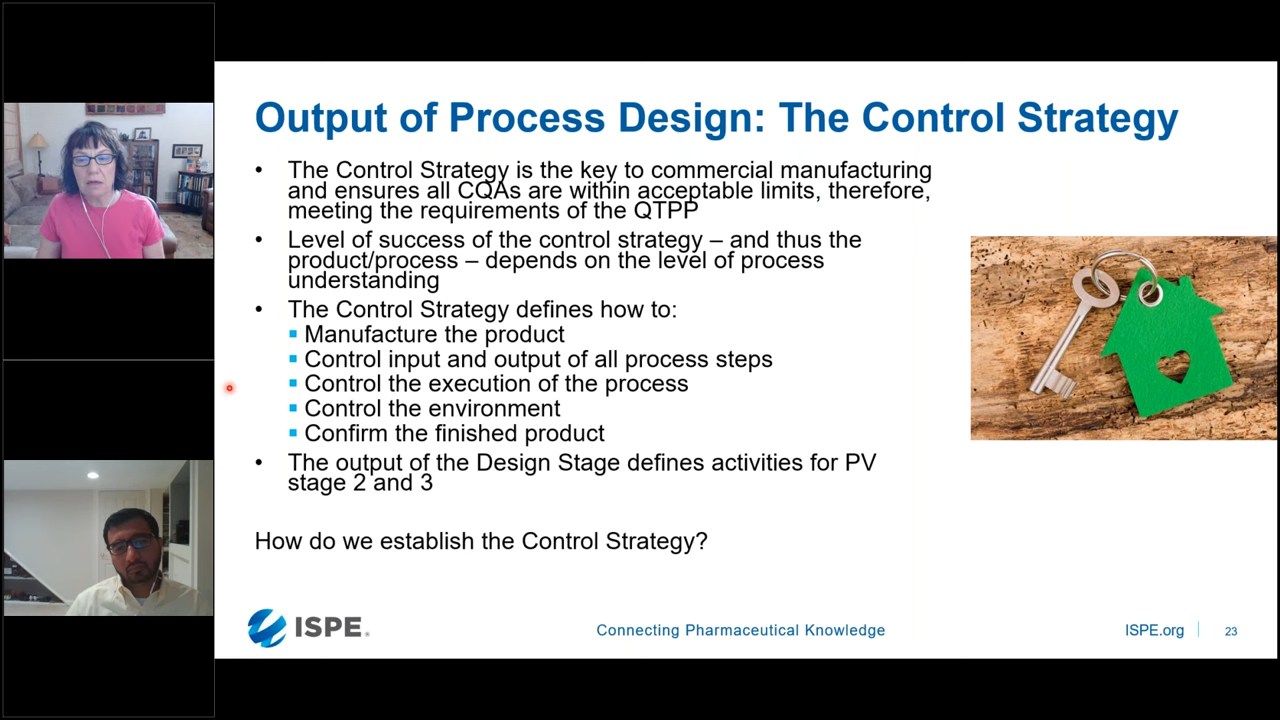 Output of Process Design: The Control Strategy
• The Control Strategy is the key to commercial manufacturing
and ensures all CQAs are within acceptable limits, therefore,
meeting the requirements of the QTPP
• Level of success of the control strategy – and thus the
product/process – depends on the level of process
understanding
• The Control Strategy defines how to:
▪ Manufacture the product
▪ Control input and output of all process steps
▪ Control the execution of the process
▪ Control the environment
▪ Confirm the finished product
• The output of the Design Stage defines activities for PV
stage 2 and 3
How do we establish the Control Strategy?
ISPE®
Connecting Pharmaceutical Knowledge
ISPE.org
23